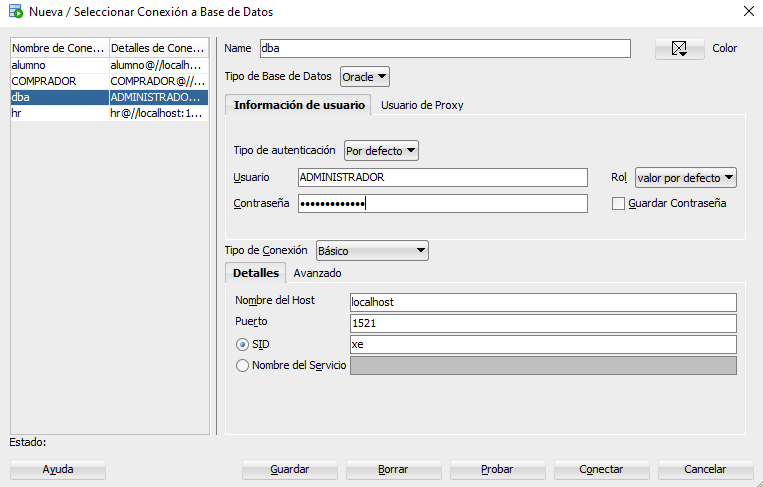 Nueva / Seleccionar Conexión a Base de Datos
Nombre de Cone... Detalles de Cone...
alumno alumno@//localh...
COMPRADOR COMPRADOR@//...
dba ADMINISTRADO...
hr hr@//localhost:1...
Name dba Color
Tipo de Base de Datos Oracle
Información de usuario Usuario de Proxy
Tipo de autenticación Por defecto
Usuario ADMINISTRADOR Rol valor por defecto
Contraseña ••••••••••••• Guardar Contraseña
Tipo de Conexión Básico
Detalles Avanzado
Nombre del Host localhost
Puerto 1521
SID xe
Nombre del Servicio
Estado:
Ayuda Guardar Borrar Probar Conectar Cancelar